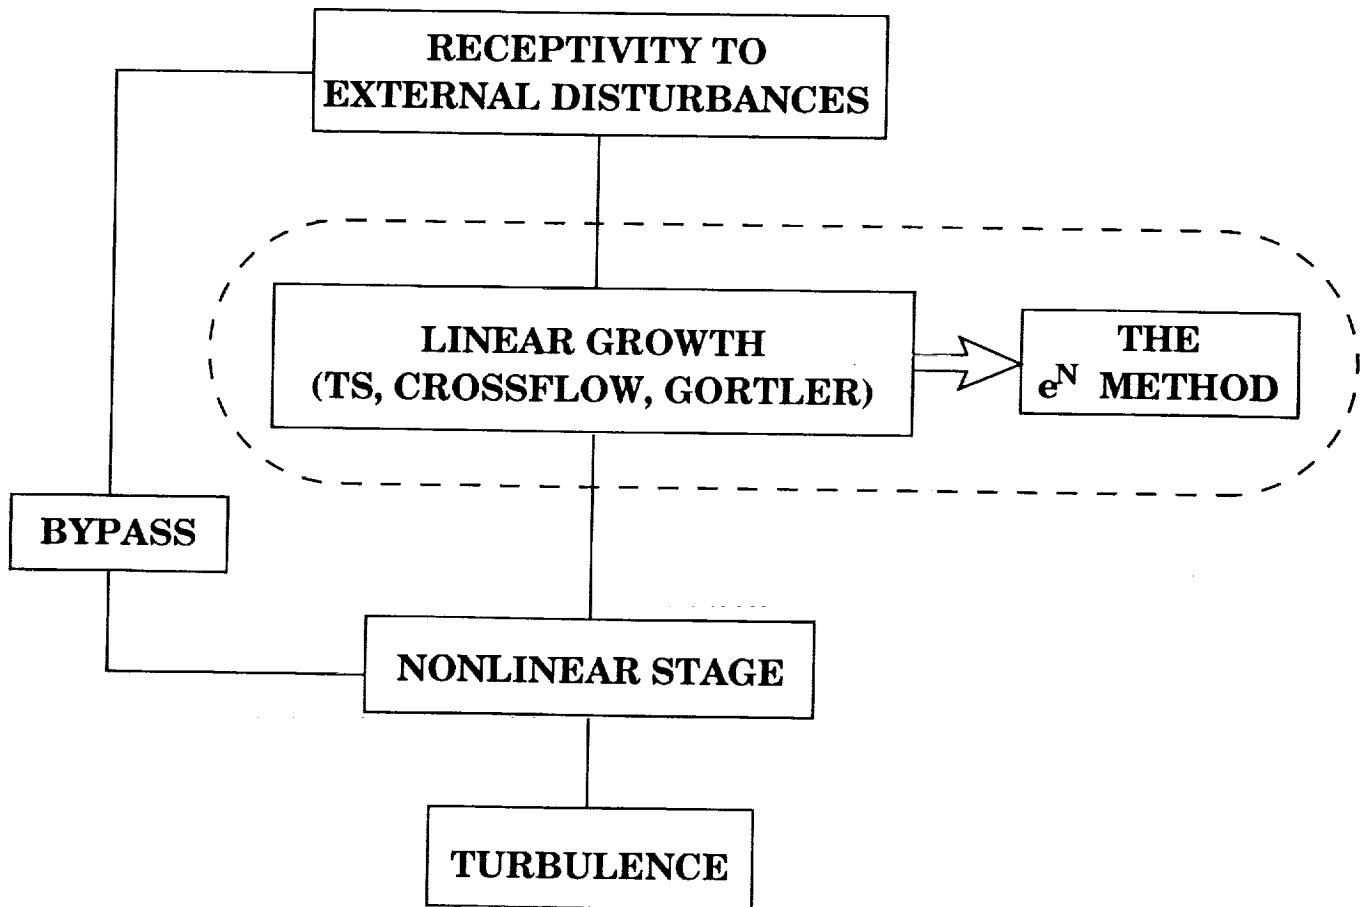 RECEPTIVITY TO
EXTERNAL DISTURBANCES
LINEAR GROWTH
(TS, CROSSFLOW, GORTLER)
THE
e^N METHOD
BYPASS
NONLINEAR STAGE
TURBULENCE